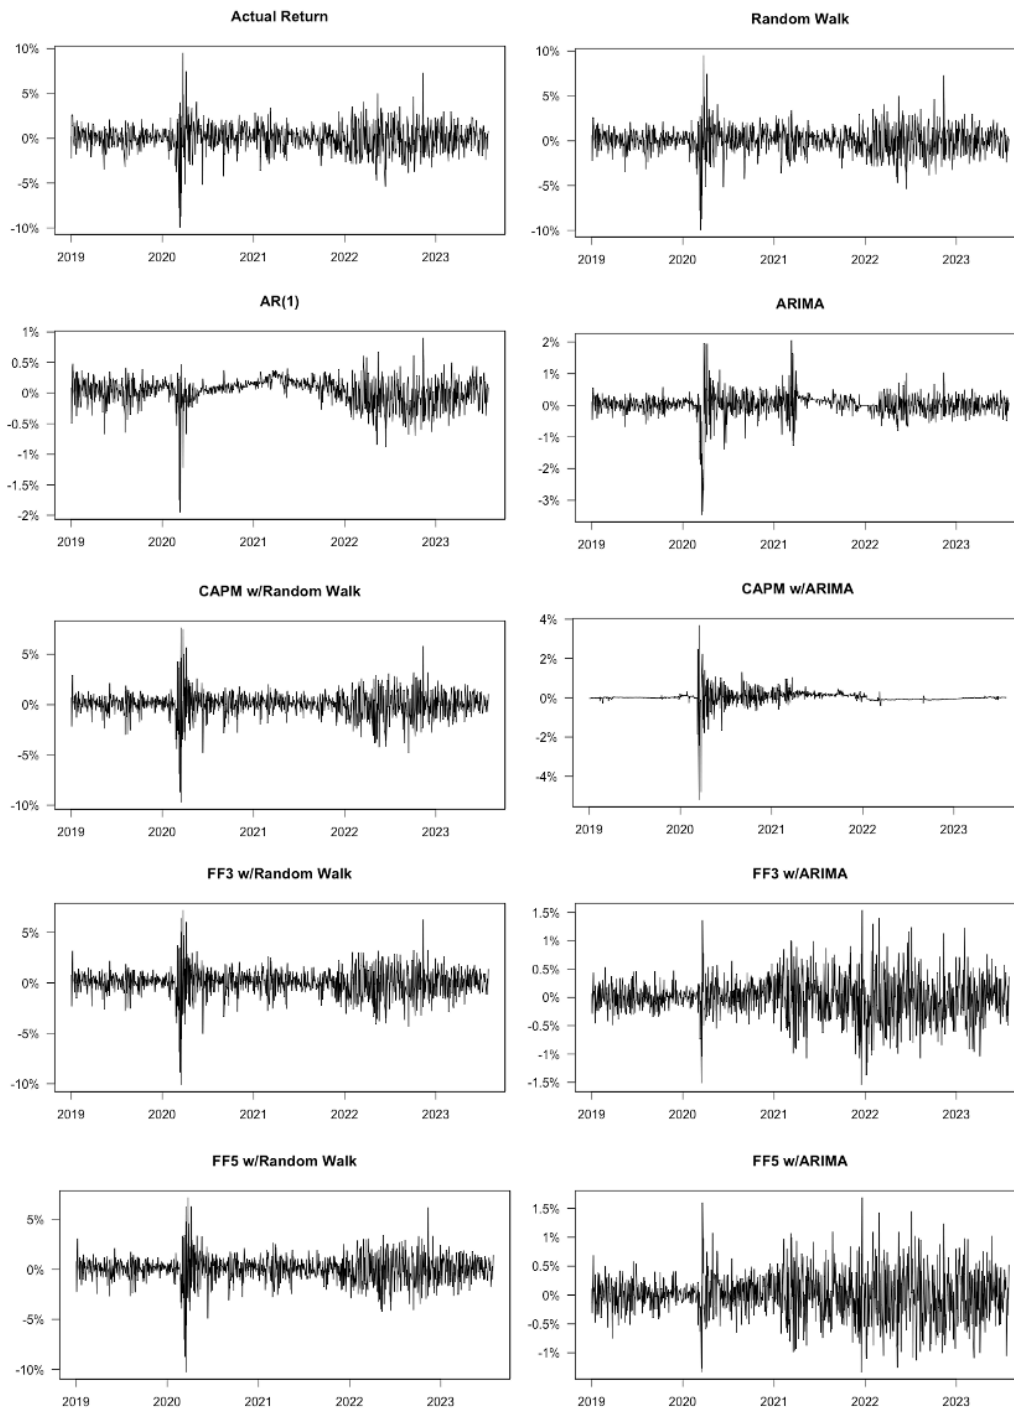 Actual Return
10%
5%
0%
-5%
-10%
2019 2020 2021 2022 2023
Random Walk
10%
5%
0%
-5%
-10%
2019 2020 2021 2022 2023
AR(1)
1%
0.5%
0%
-0.5%
-1%
-1.5%
-2%
2019 2020 2021 2022 2023
ARIMA
2%
1%
0%
-1%
-2%
-3%
2019 2020 2021 2022 2023
CAPM w/Random Walk
5%
0%
-5%
-10%
2019 2020 2021 2022 2023
CAPM w/ARIMA
4%
2%
0%
-2%
-4%
2019 2020 2021 2022 2023
FF3 w/Random Walk
5%
0%
-5%
-10%
2019 2020 2021 2022 2023
FF3 w/ARIMA
1.5%
1%
0.5%
0%
-0.5%
-1%
-1.5%
2019 2020 2021 2022 2023
FF5 w/Random Walk
5%
0%
-5%
-10%
2019 2020 2021 2022 2023
FF5 w/ARIMA
1.5%
1%
0.5%
0%
-0.5%
-1%
2019 2020 2021 2022 2023